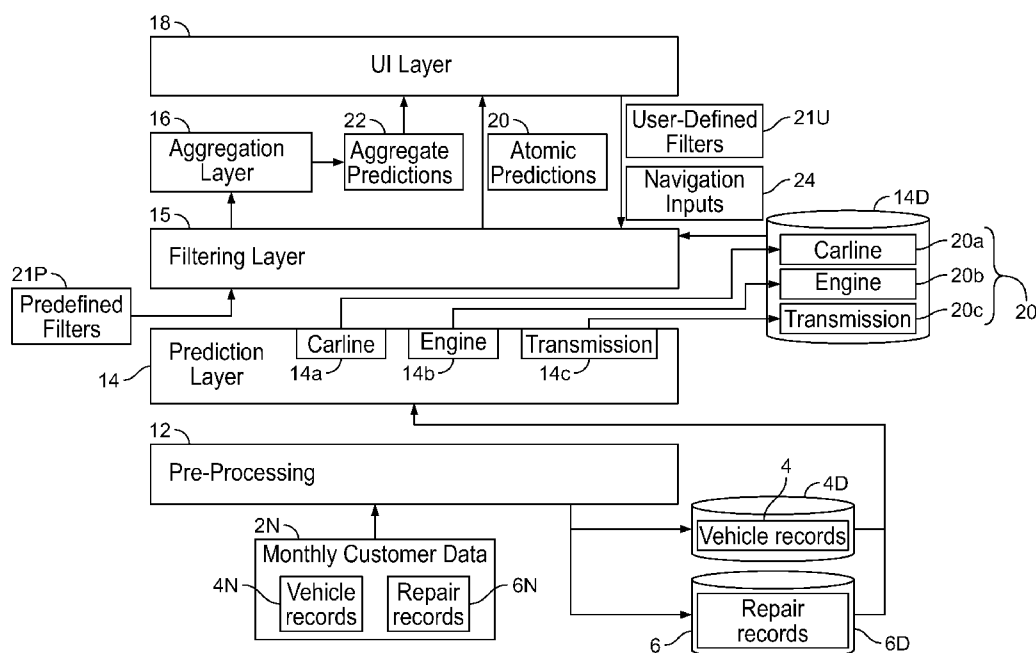 18
UI Layer
16
Aggregation
Layer
22
Aggregate
Predictions
20
Atomic
Predictions
User-Defined
Filters
21U
Navigation
Inputs
24
15
Filtering Layer
14D
Carline
20a
Engine
20b
Transmission
20c
20
21P
Predefined
Filters
Prediction
Layer
14
Carline
14a
Engine
14b
Transmission
14c
12
Pre-Processing
2N
Monthly Customer Data
4N
Vehicle
records
Repair
records
6N
4
4D
Vehicle records
Repair
records
6
6D